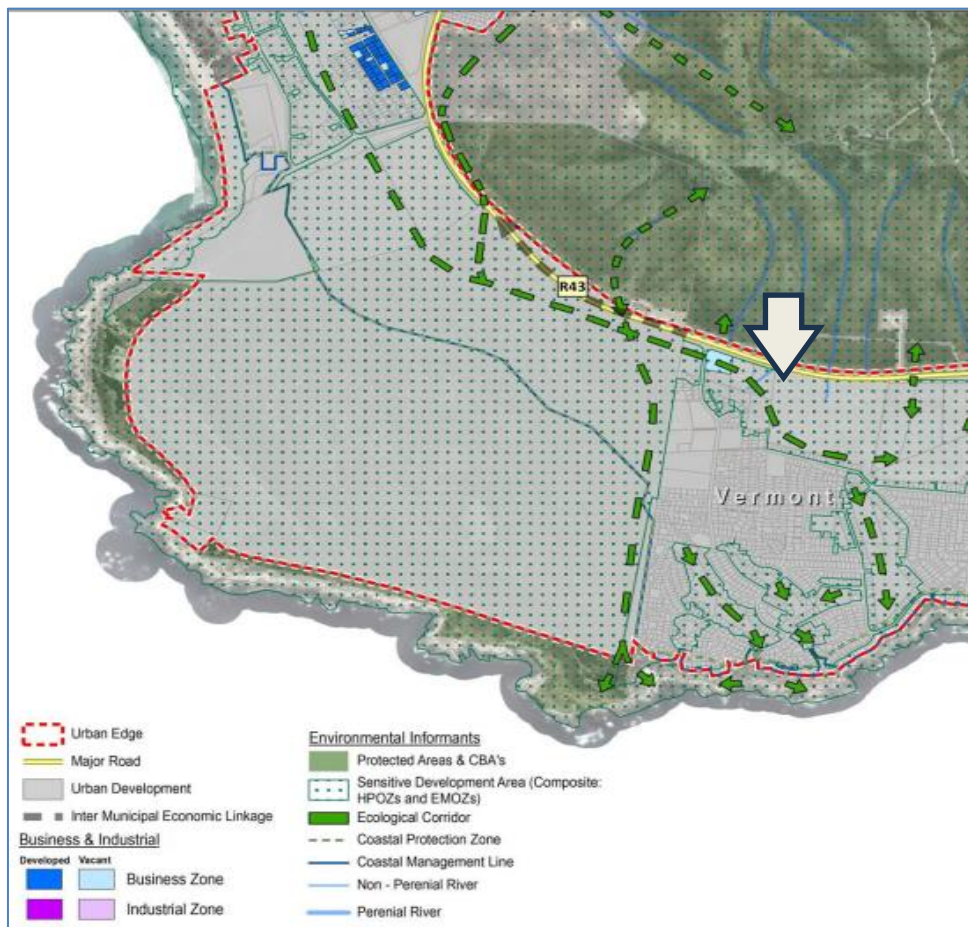 R43
Vermont
Urban Edge
Major Road
Urban Development
Inter Municipal Economic Linkage
Business & Industrial
Developed Vacant
Business Zone
Industrial Zone
Environmental Informants
Protected Areas & CBA's
Sensitive Development Area (Composite:
HPOZs and EMOZs)
Ecological Corridor
Coastal Protection Zone
Coastal Management Line
Non - Perenial River
Perenial River